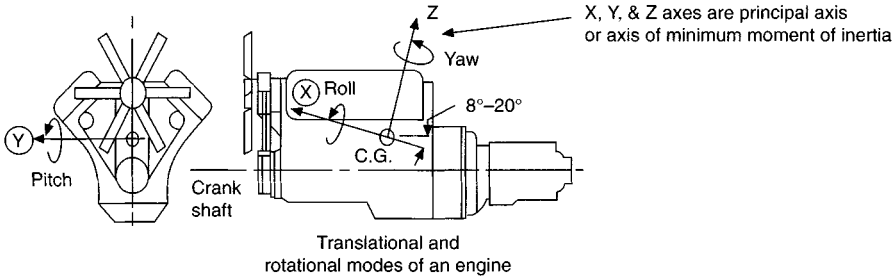 X, Y, & Z axes are principal axis
or axis of minimum moment of inertia
Z
Yaw
X
Roll
8°–20°
Y
C.G.
Pitch
Crank
shaft
Translational and
rotational modes of an engine